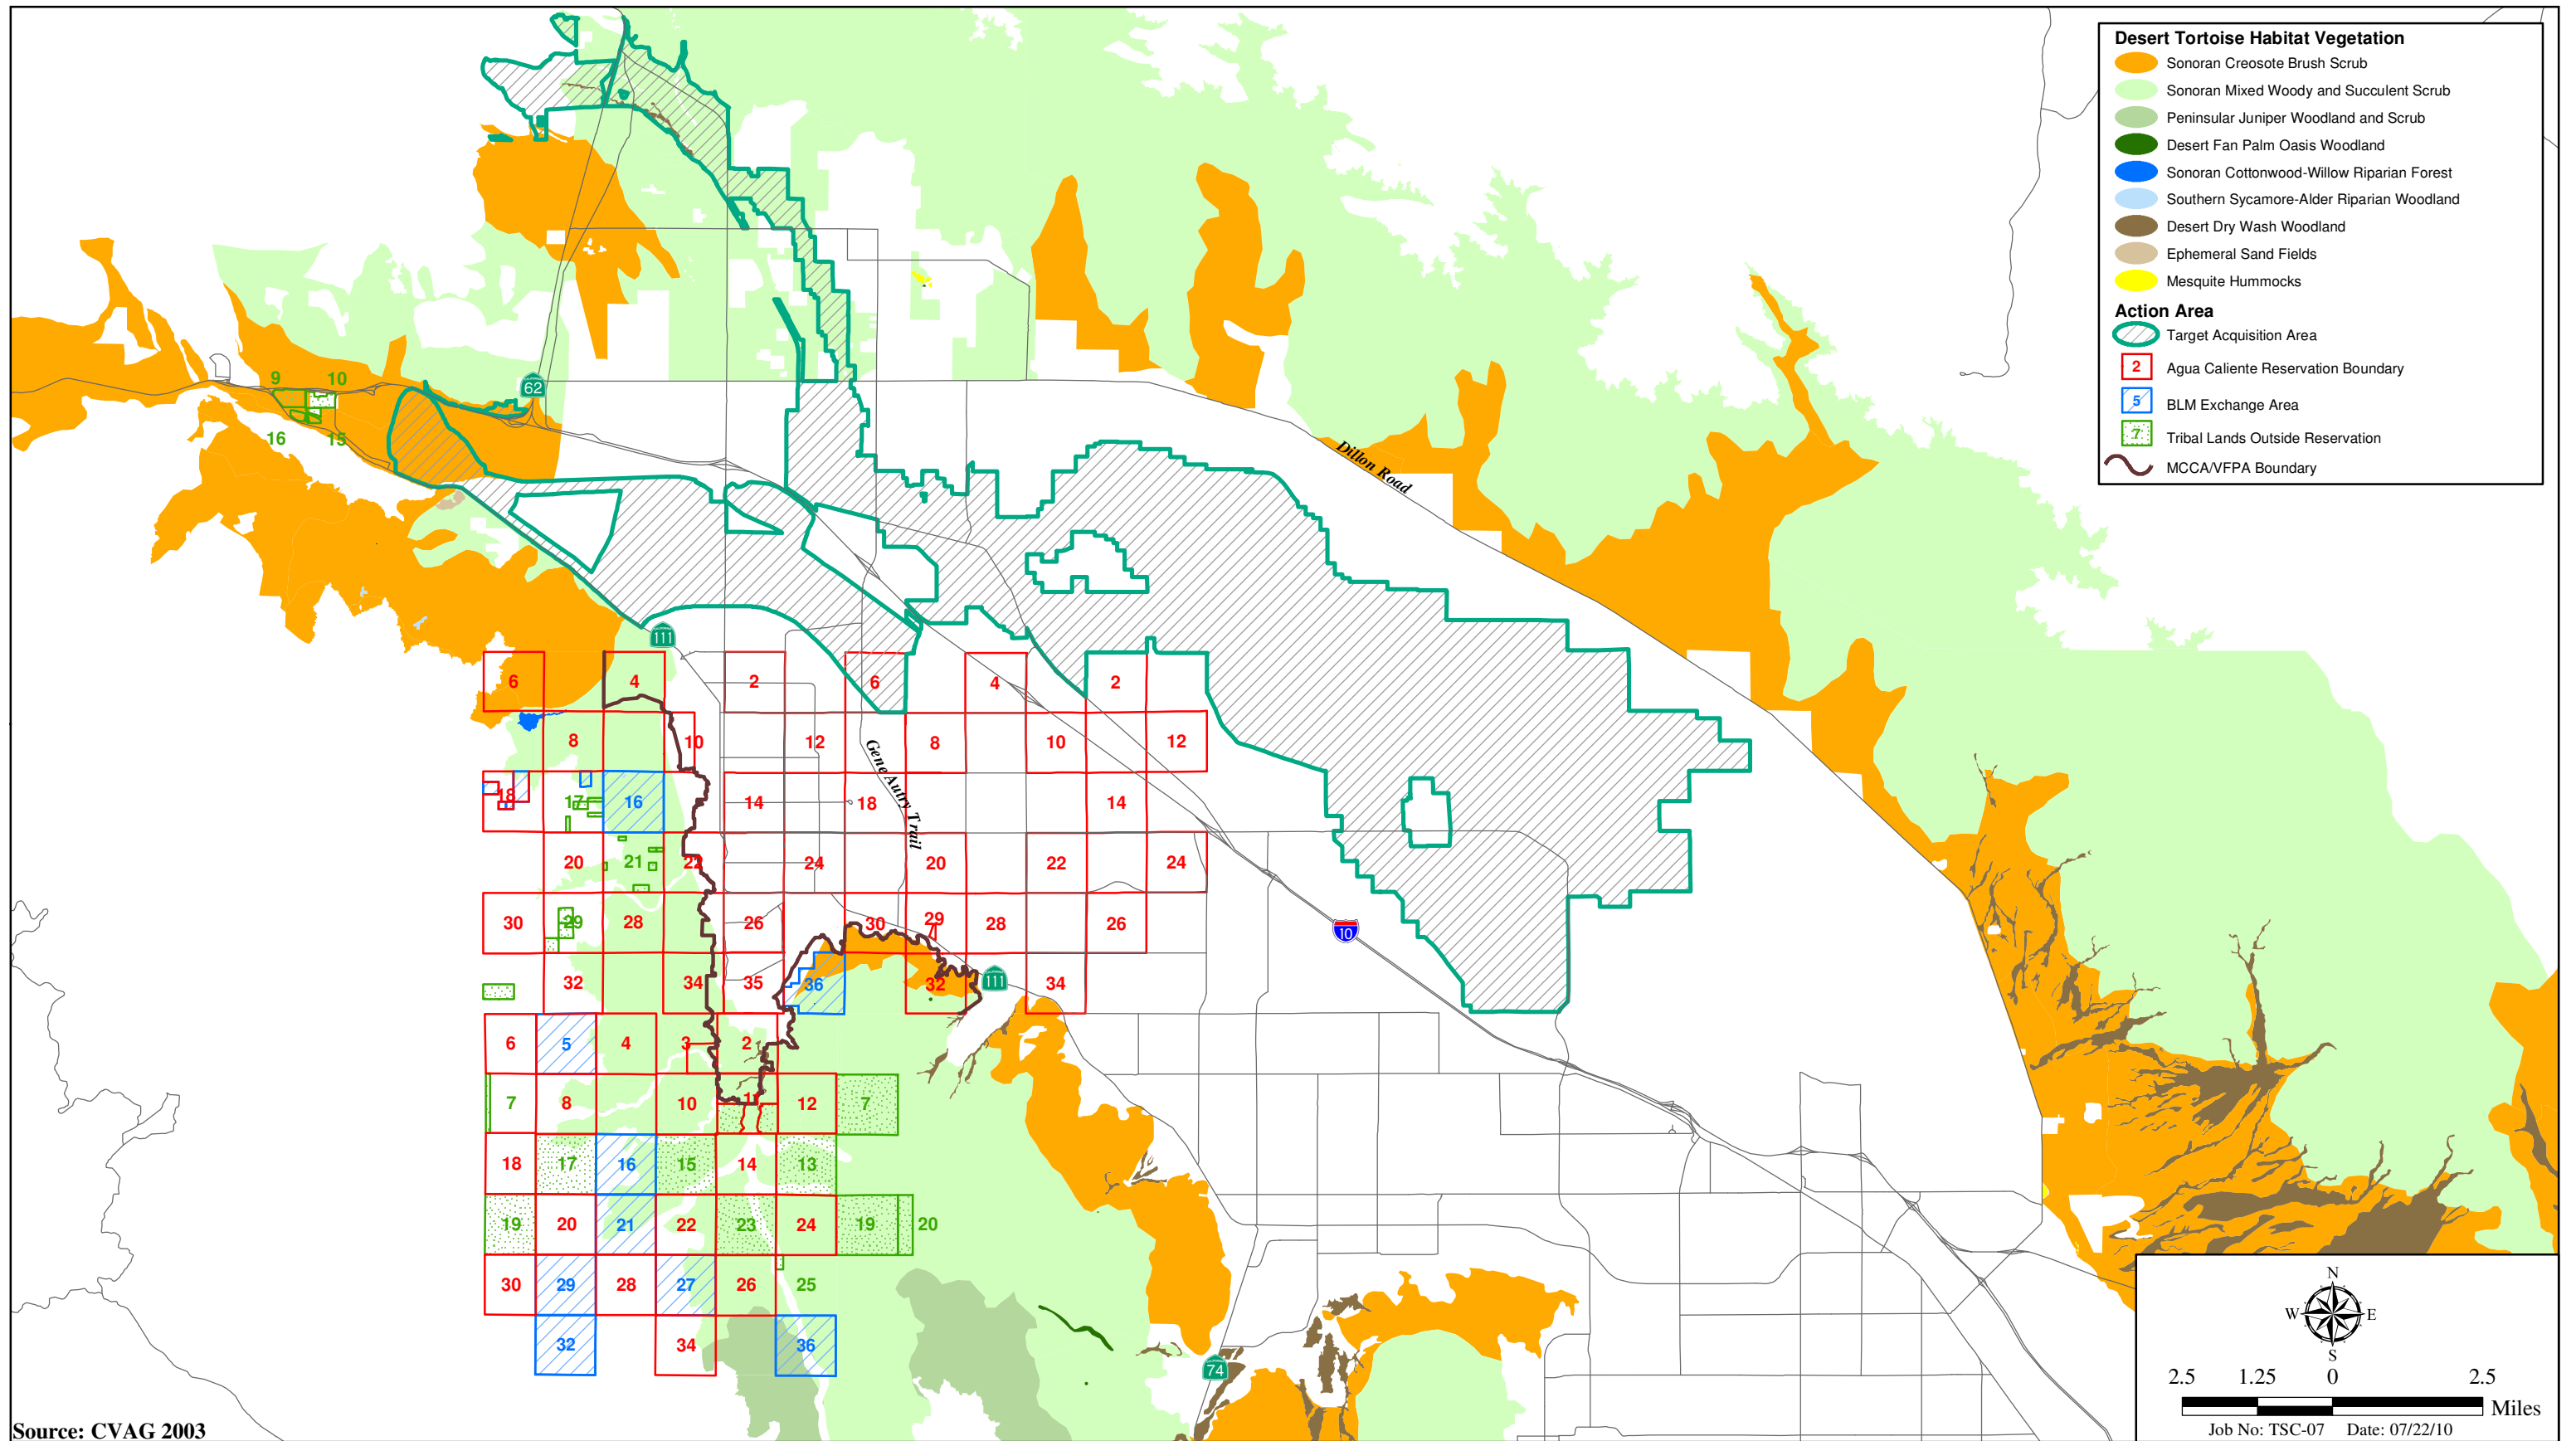 Desert Tortoise Habitat Vegetation
Sonoran Creosote Brush Scrub
Sonoran Mixed Woody and Succulent Scrub
Peninsular Juniper Woodland and Scrub
Desert Fan Palm Oasis Woodland
Sonoran Cottonwood-Willow Riparian Forest
Southern Sycamore-Alder Riparian Woodland
Desert Dry Wash Woodland
Ephemeral Sand Fields
Mesquite Hummocks
Action Area
Target Acquisition Area
2 Agua Caliente Reservation Boundary
5 BLM Exchange Area
7 Tribal Lands Outside Reservation
MCCA/VFPA Boundary
9 10
62
16 15
Dillon Road
111
6 4 2 6 4 2
8 10 12 8 10 12
Gene Autry Trail
18 17 16 14 18 14
20 21 22 24 20 22 24
30 29 28 26 30 29 28 26
10
32 34 35 36 32 111 34
6 5 4 3 2
7 8 10 11 12 7
18 17 16 15 14 13
19 20 21 22 23 24 19 20
30 29 28 27 26 25
32 34 36
74
N
W E
S
2.5 1.25 0 2.5
Miles
Job No: TSC-07 Date: 07/22/10
Source: CVAG 2003